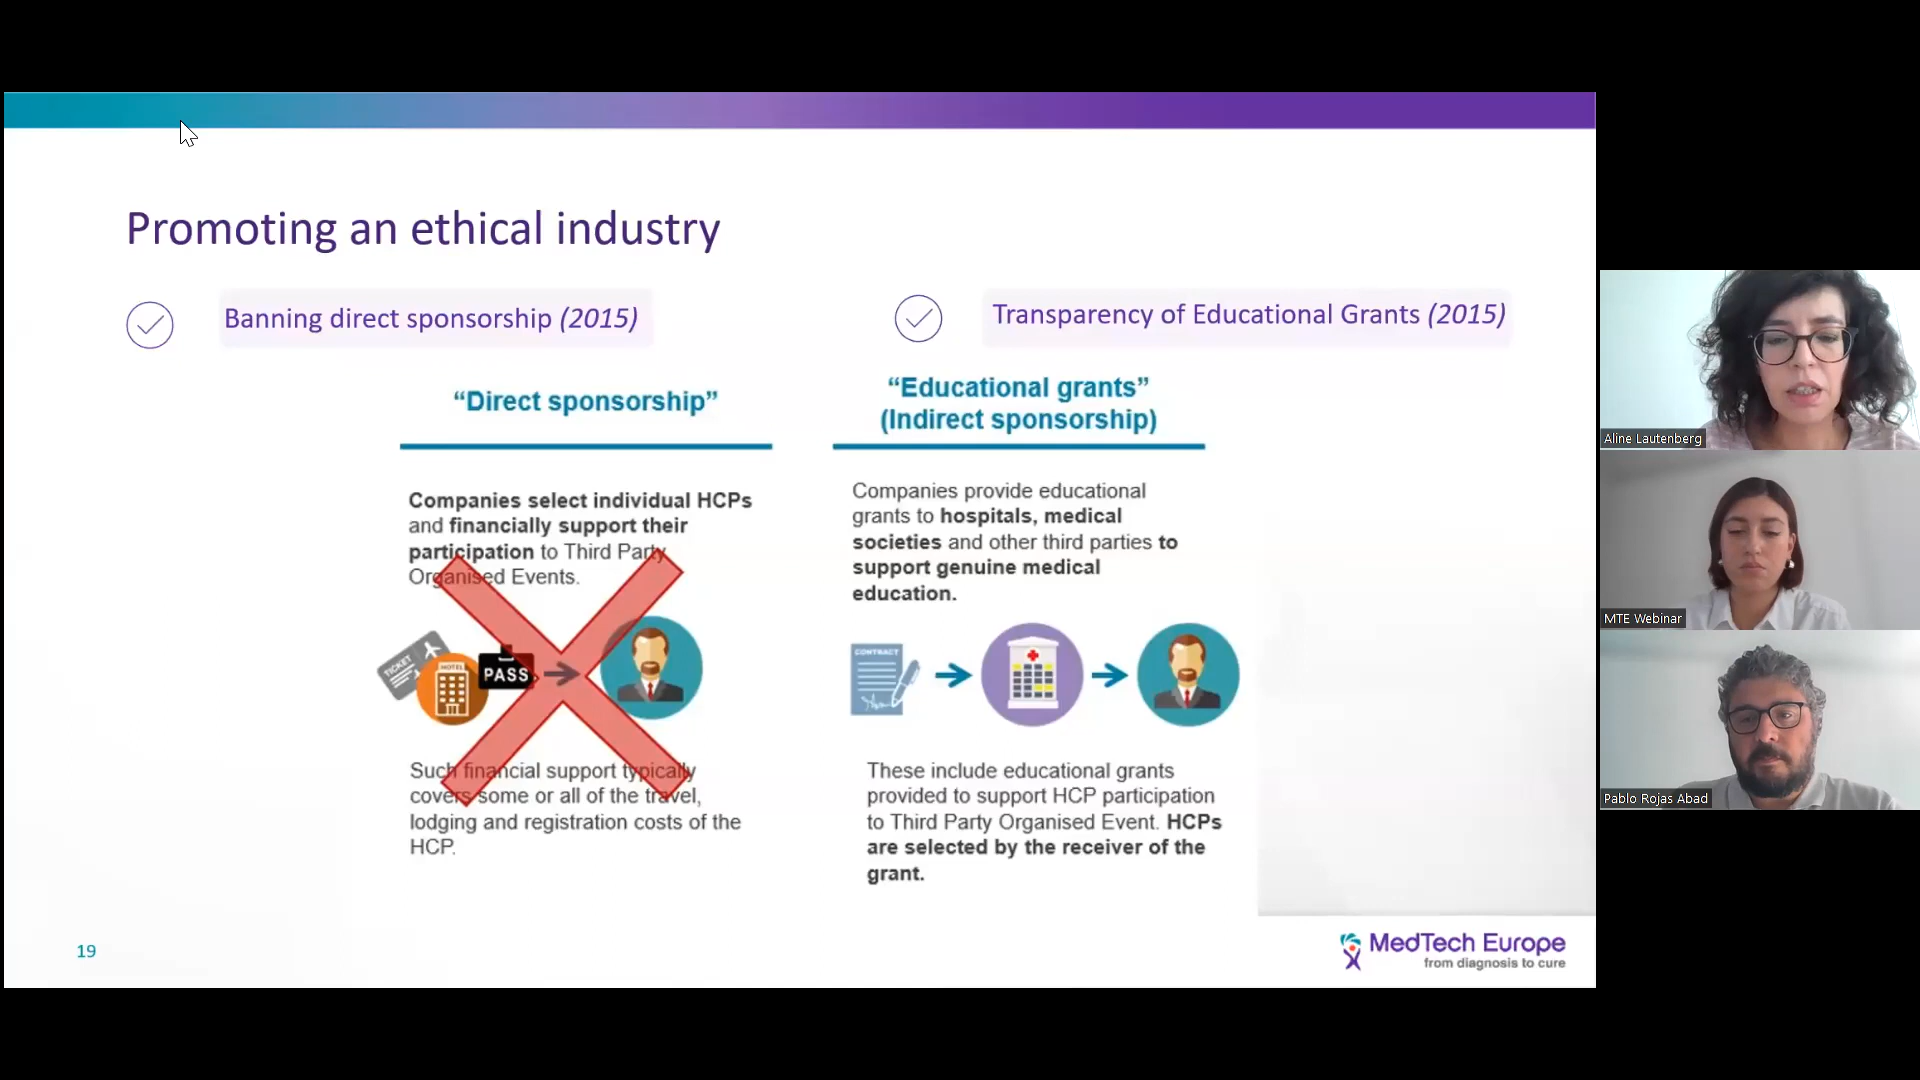 Promoting an ethical industry
Banning direct sponsorship (2015)
Transparency of Educational Grants (2015)
“Direct sponsorship”
Companies select individual HCPs
and financially support their
participation to Third Party
Organised Events.
TICKET
HOTEL
PASS
Such financial support typically
covers some or all of the travel,
lodging and registration costs of the
HCP.
“Educational grants”
(Indirect sponsorship)
Companies provide educational
grants to hospitals, medical
societies and other third parties to
support genuine medical
education.
CONTRACT
These include educational grants
provided to support HCP participation
to Third Party Organised Event. HCPs
are selected by the receiver of the
grant.
19
MedTech Europe
from diagnosis to cure
Aline Lautenberg
MTE Webinar
Pablo Rojas Abad